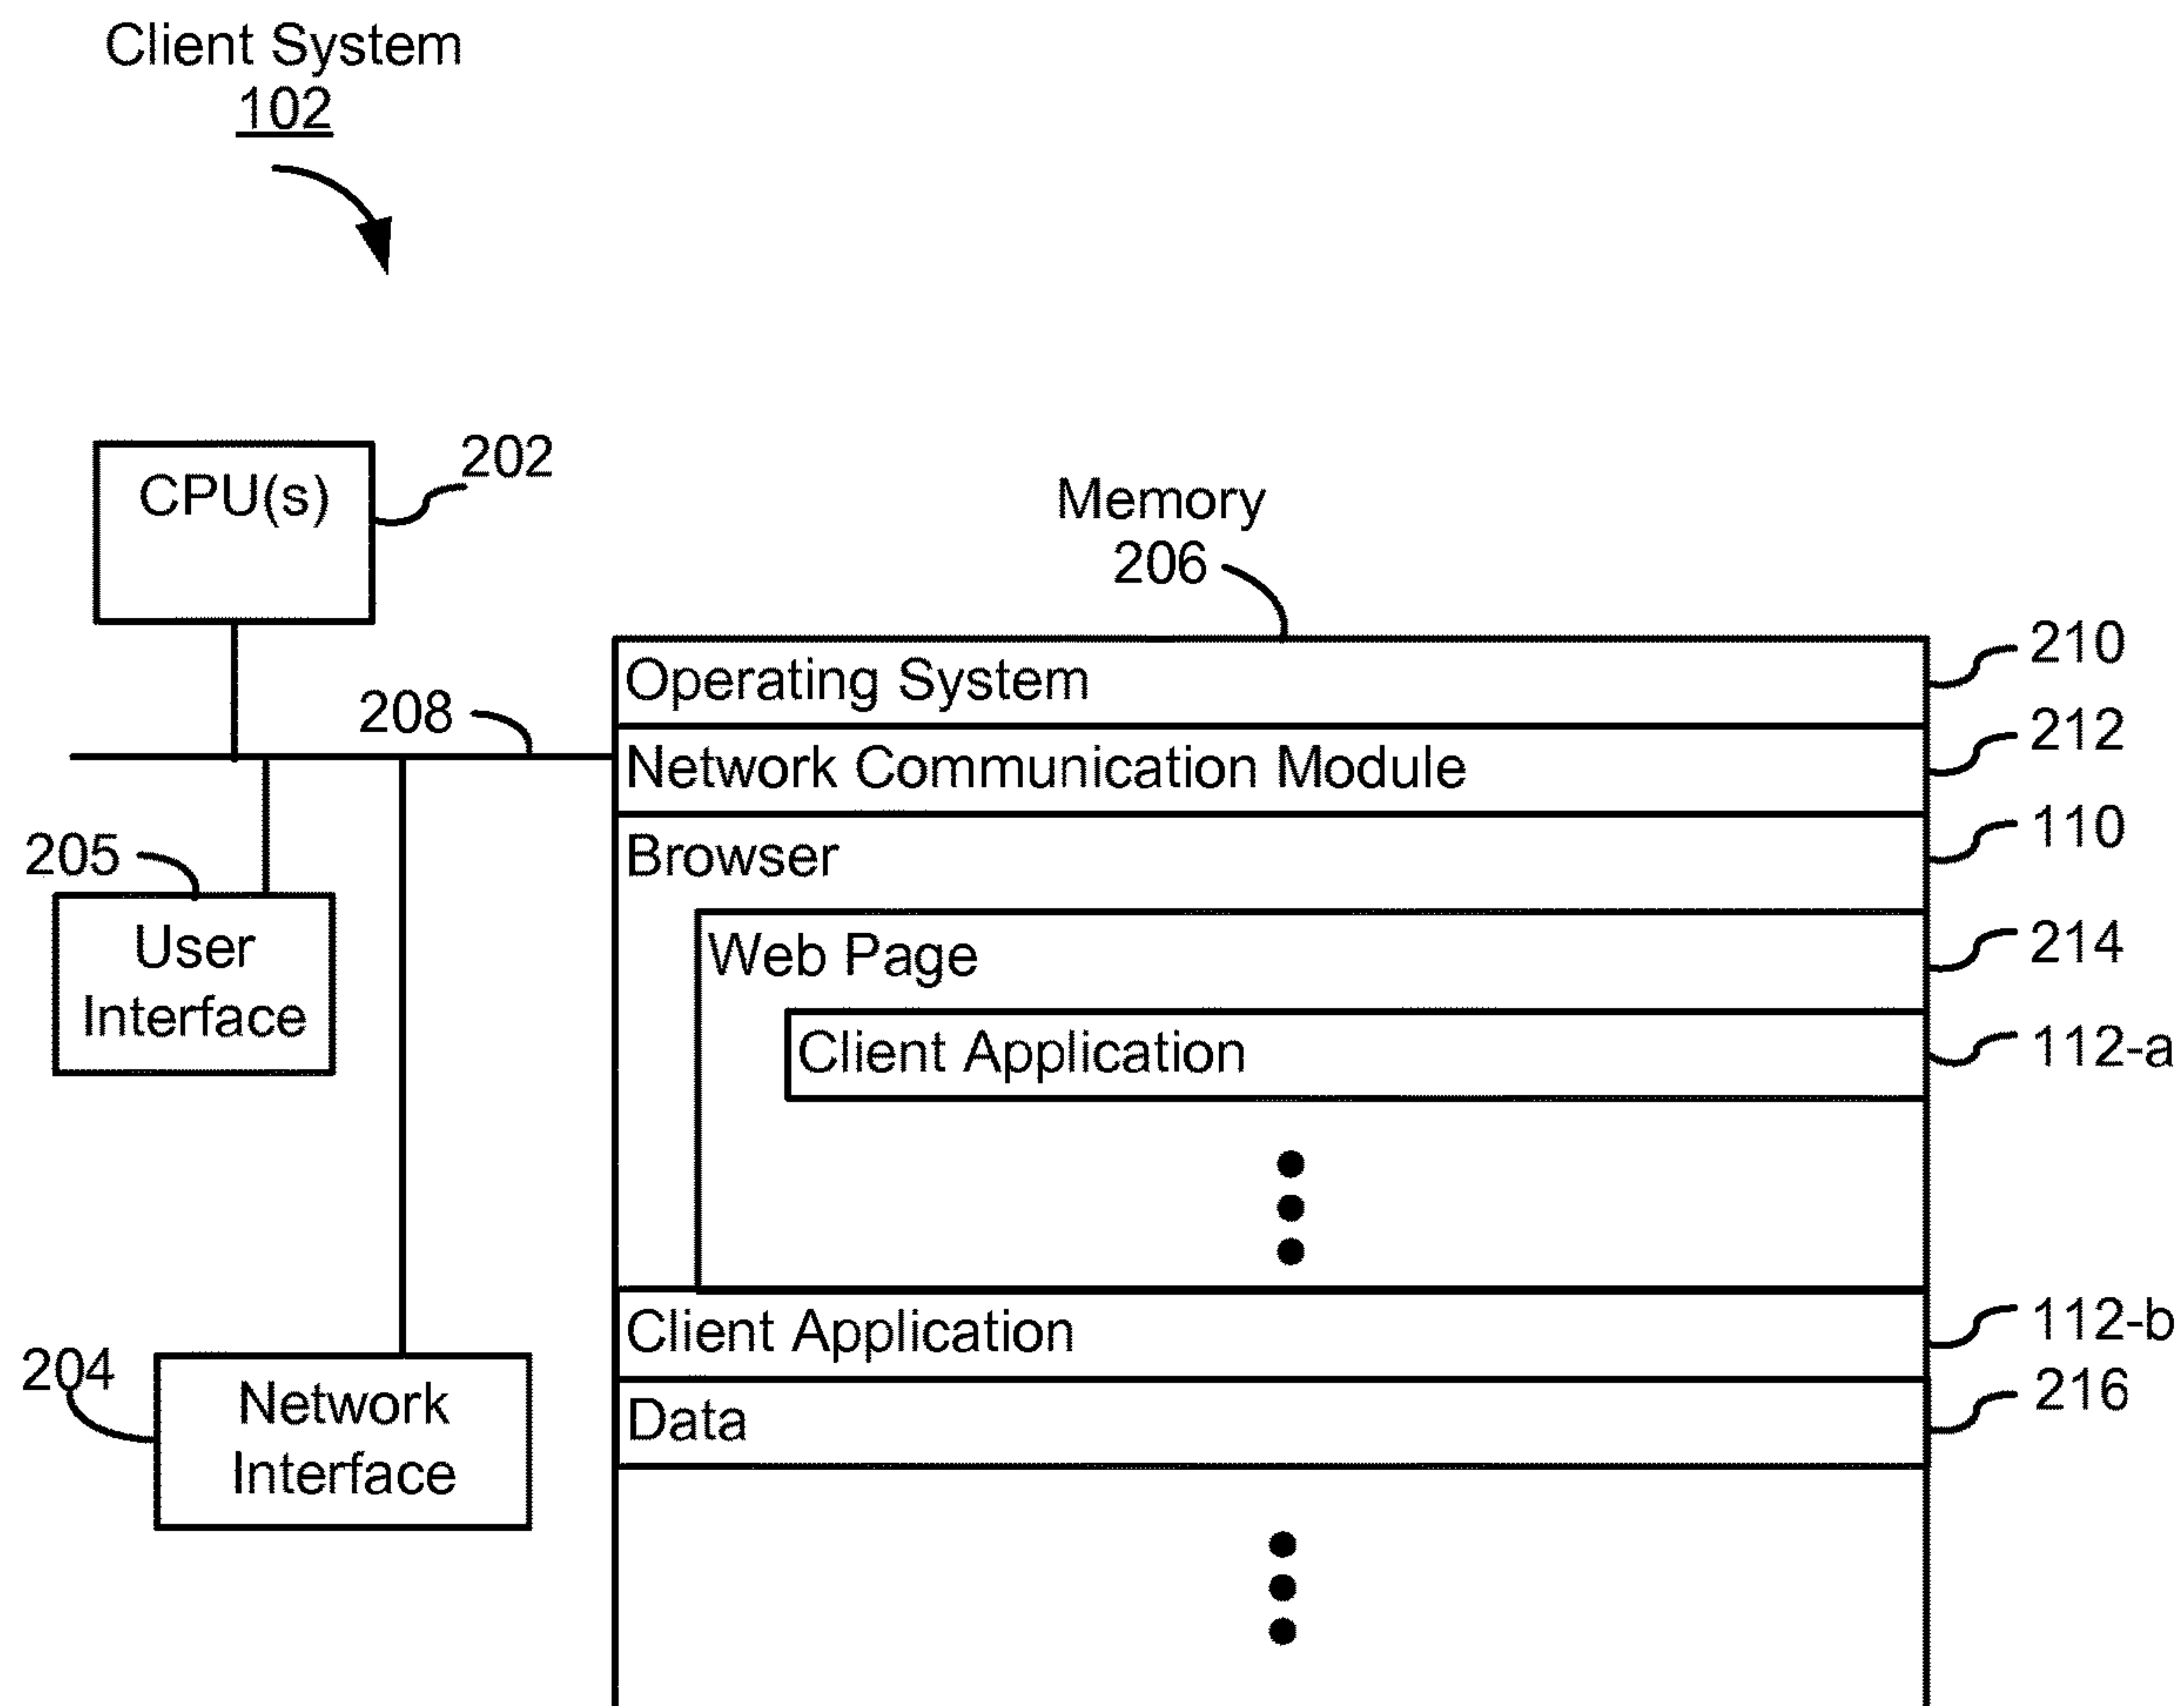 Client System
102
CPU(s)
202
Memory
206
Operating System
210
208
Network Communication Module
212
Browser
110
205
User
Interface
Web Page
214
Client Application
112-a
Client Application
112-b
204
Network
Interface
Data
216